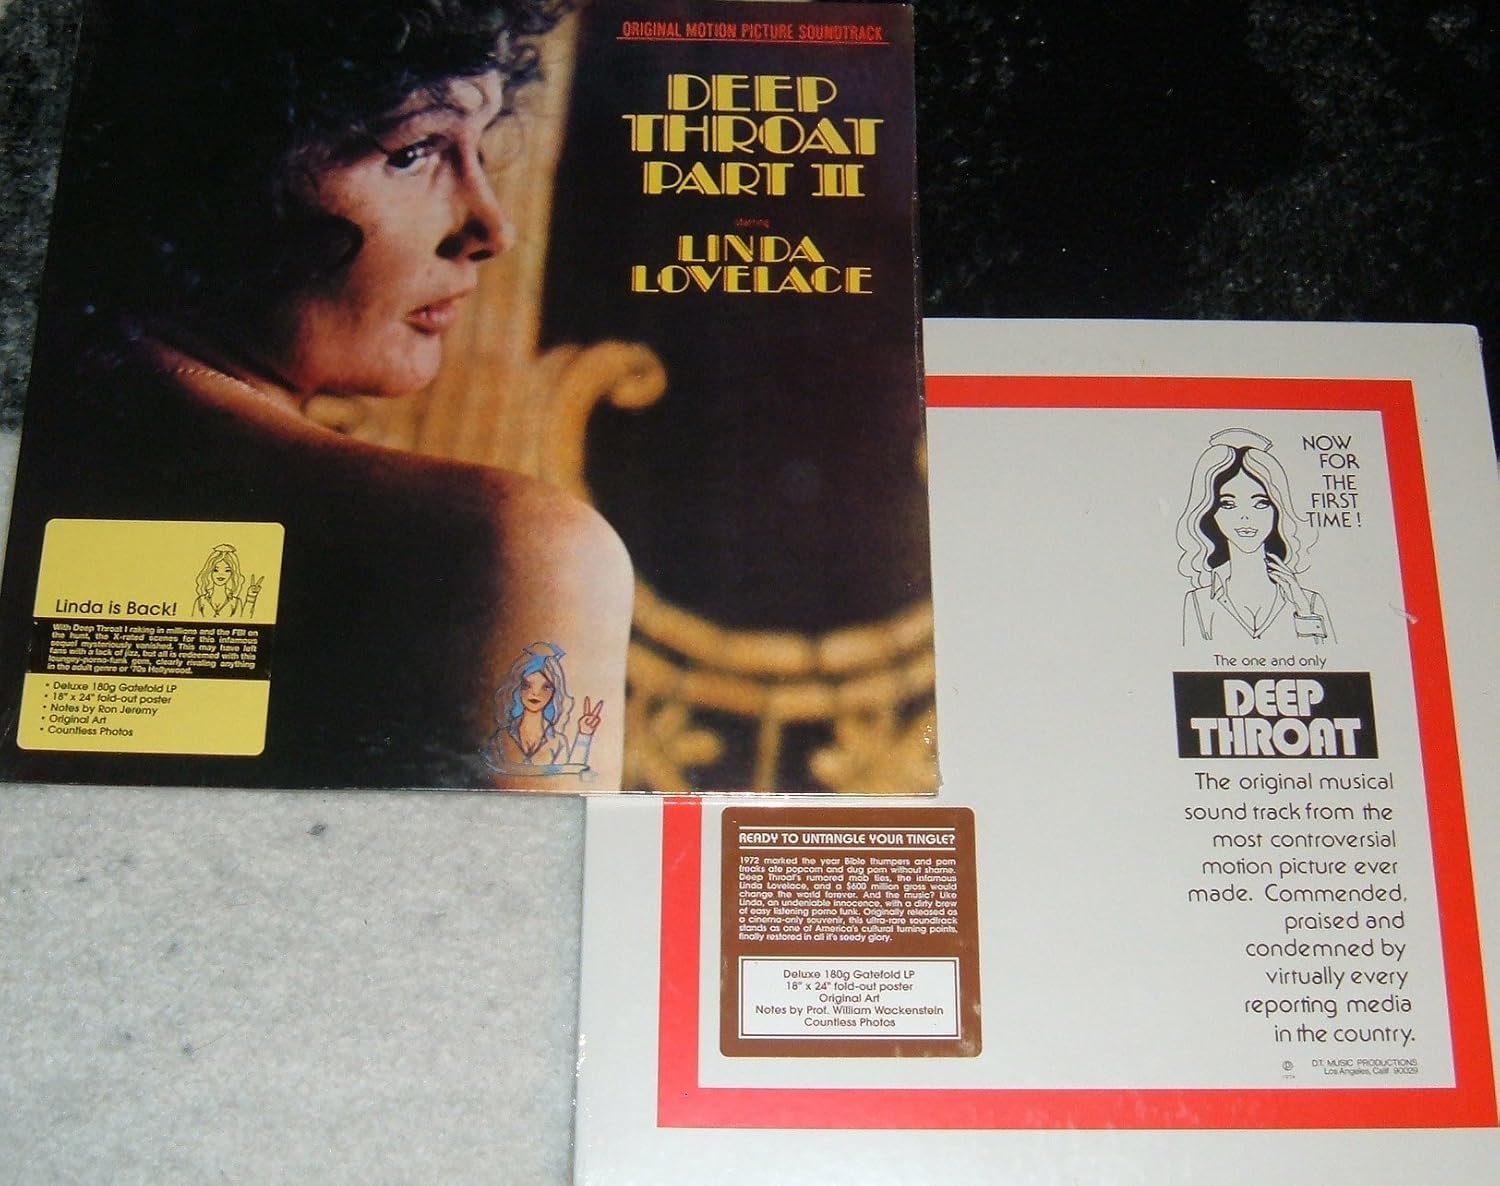 ORIGINAL MOTION PICTURE SOUNDTRACK
DEEP
THROAT
PART II
starring
LINDA
LOVELACE
Linda is Back!
With Deep Throat I raking in millions and the FBI on
the hunt, the X-rated scenes for this infamous
sequel mysteriously vanished. This may have left
fans with a lack of jizz, but all is redeemed with this
loungey-porno-funk gem, clearly rivaling anything
in the adult genre or '70s Hollywood.
• Deluxe 180g Gatefold LP
• 18" x 24" fold-out poster
• Notes by Ron Jeremy
• Original Art
• Countless Photos
NOW
FOR
THE
FIRST
TIME!
The one and only
DEEP
THROAT
The original musical
sound track from the
most controversial
motion picture ever
made. Commended,
praised and
condemned by
virtually every
reporting media
in the country.
℗ D.T. MUSIC PRODUCTIONS
Los Angeles, Calif. 90029
READY TO UNTANGLE YOUR TINGLE?
1972 marked the year Bible thumpers and porn
freaks ate popcorn and dug porn without shame.
Deep Throat's rumored mob ties, the infamous
Linda Lovelace, and a $600 million gross would
change the world forever. And the music? Like
Linda, an undeniable innocence, with a dirty brew
of easy listening porno funk. Originally released as
a cinema-only souvenir, this ultra-rare soundtrack
stands as one of America's cultural turning points,
finally restored in all it's seedy glory.
Deluxe 180g Gatefold LP
18" x 24" fold-out poster
Original Art
Notes by Prof. William Wackenstein
Countless Photos